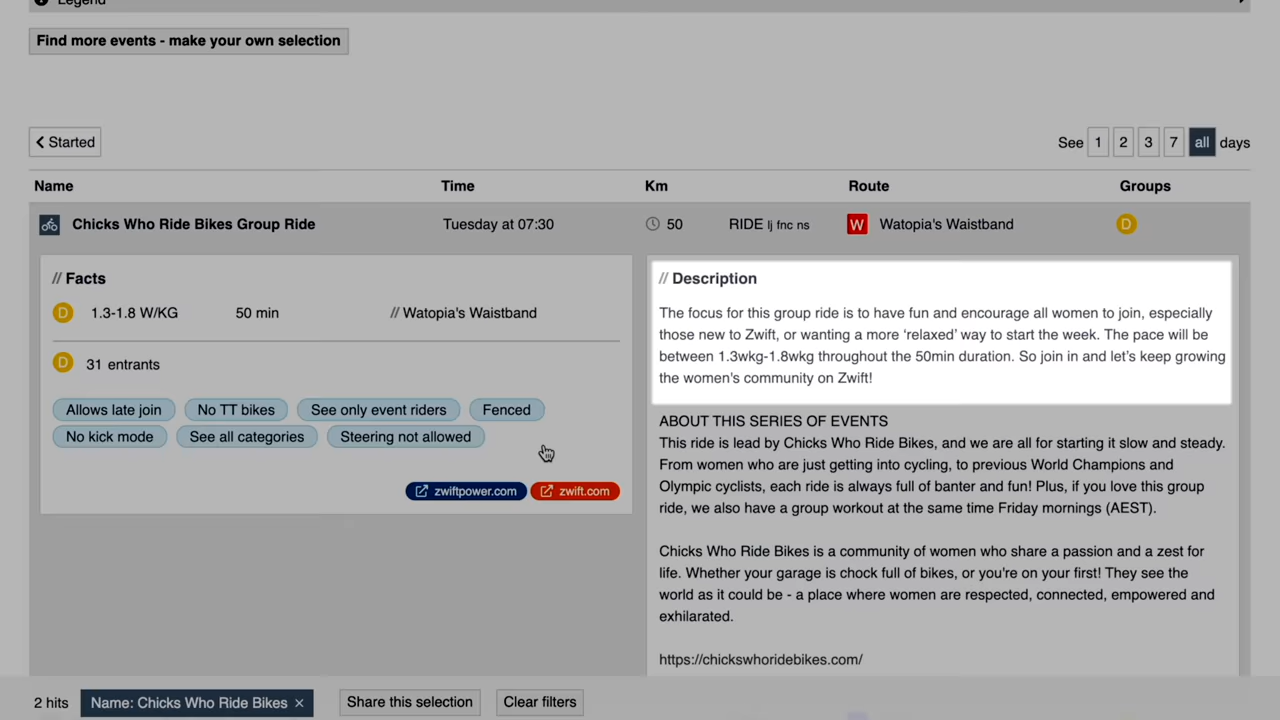 Legend
Find more events - make your own selection
Started
See 1 2 3 7 all days
Name Time Km Route Groups
Chicks Who Ride Bikes Group Ride Tuesday at 07:30 50 RIDE lj fnc ns W Watopia's Waistband D
// Facts
D 1.3-1.8 W/KG 50 min // Watopia's Waistband
D 31 entrants
Allows late join No TT bikes See only event riders Fenced
No kick mode See all categories Steering not allowed
zwiftpower.com zwift.com
// Description
The focus for this group ride is to have fun and encourage all women to join, especially
those new to Zwift, or wanting a more ‘relaxed’ way to start the week. The pace will be
between 1.3wkg-1.8wkg throughout the 50min duration. So join in and let’s keep growing
the women’s community on Zwift!
ABOUT THIS SERIES OF EVENTS
This ride is lead by Chicks Who Ride Bikes, and we are all for starting it slow and steady.
From women who are just getting into cycling, to previous World Champions and
Olympic cyclists, each ride is always full of banter and fun! Plus, if you love this group
ride, we also have a group workout at the same time Friday mornings (AEST).
Chicks Who Ride Bikes is a community of women who share a passion and a zest for
life. Whether your garage is chock full of bikes, or you're on your first! They see the
world as it could be - a place where women are respected, connected, empowered and
exhilarated.
https://chickswhoridebikes.com/
2 hits Name: Chicks Who Ride Bikes × Share this selection Clear filters